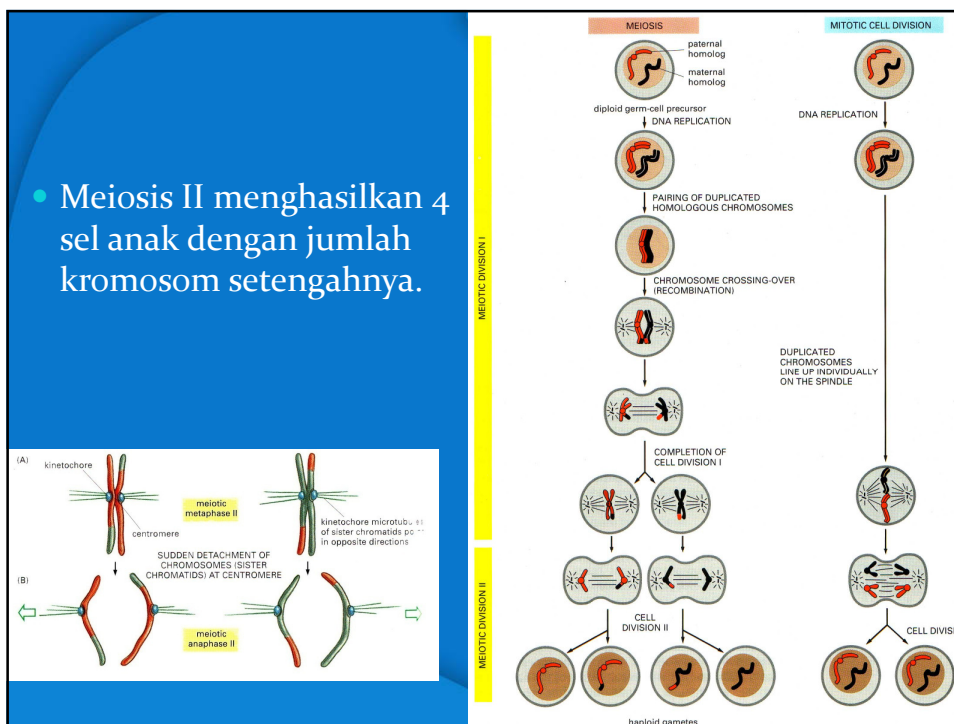 • Meiosis II menghasilkan 4
sel anak dengan jumlah
kromosom setengahnya.
(A)
kinetochore
centromere
meiotic
metaphase II
kinetochore microtubu
of sister chromatids po
in opposite directions
SUDDEN DETACHMENT OF
CHROMOSOMES (SISTER
CHROMATIDS) AT CENTROMERE
(B)
meiotic
anaphase II
MEIOTIC DIVISION I
MEIOTIC DIVISION II
MEIOSIS
paternal
homolog
maternal
homolog
diploid germ-cell precursor
DNA REPLICATION
PAIRING OF DUPLICATED
HOMOLOGOUS CHROMOSOMES
CHROMOSOME CROSSING-OVER
(RECOMBINATION)
COMPLETION OF
CELL DIVISION I
CELL
DIVISION II
haploid gametes
MITOTIC CELL DIVISION
DNA REPLICATION
DUPLICATED
CHROMOSOMES
LINE UP INDIVIDUALLY
ON THE SPINDLE
CELL DIVIS